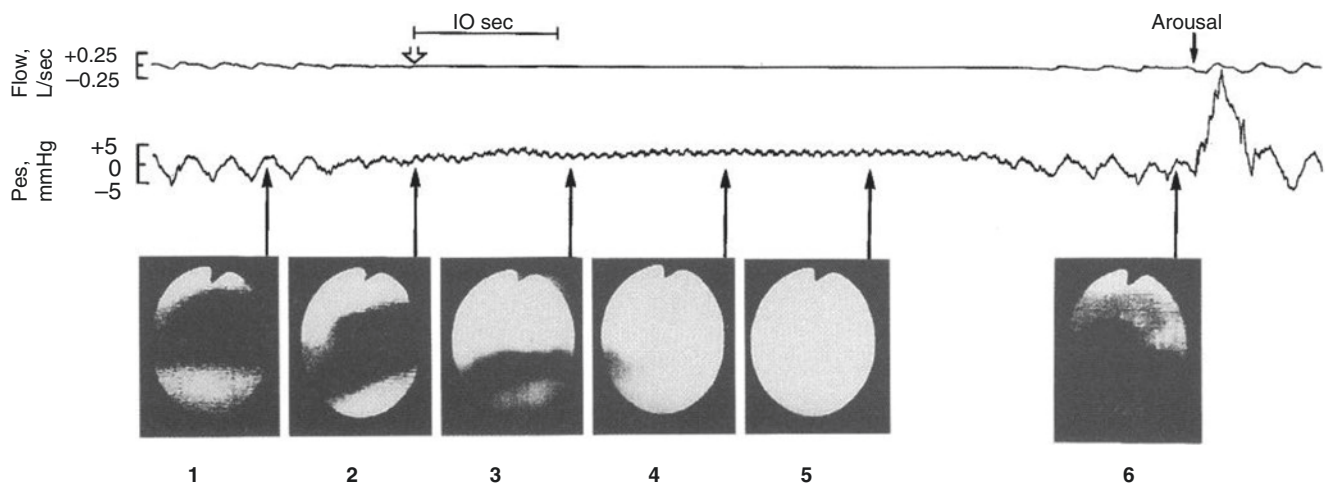 IO sec
Arousal
Flow,
L/sec
+0.25
−0.25
Pes,
mmHg
+5
0
−5
1 2 3 4 5 6